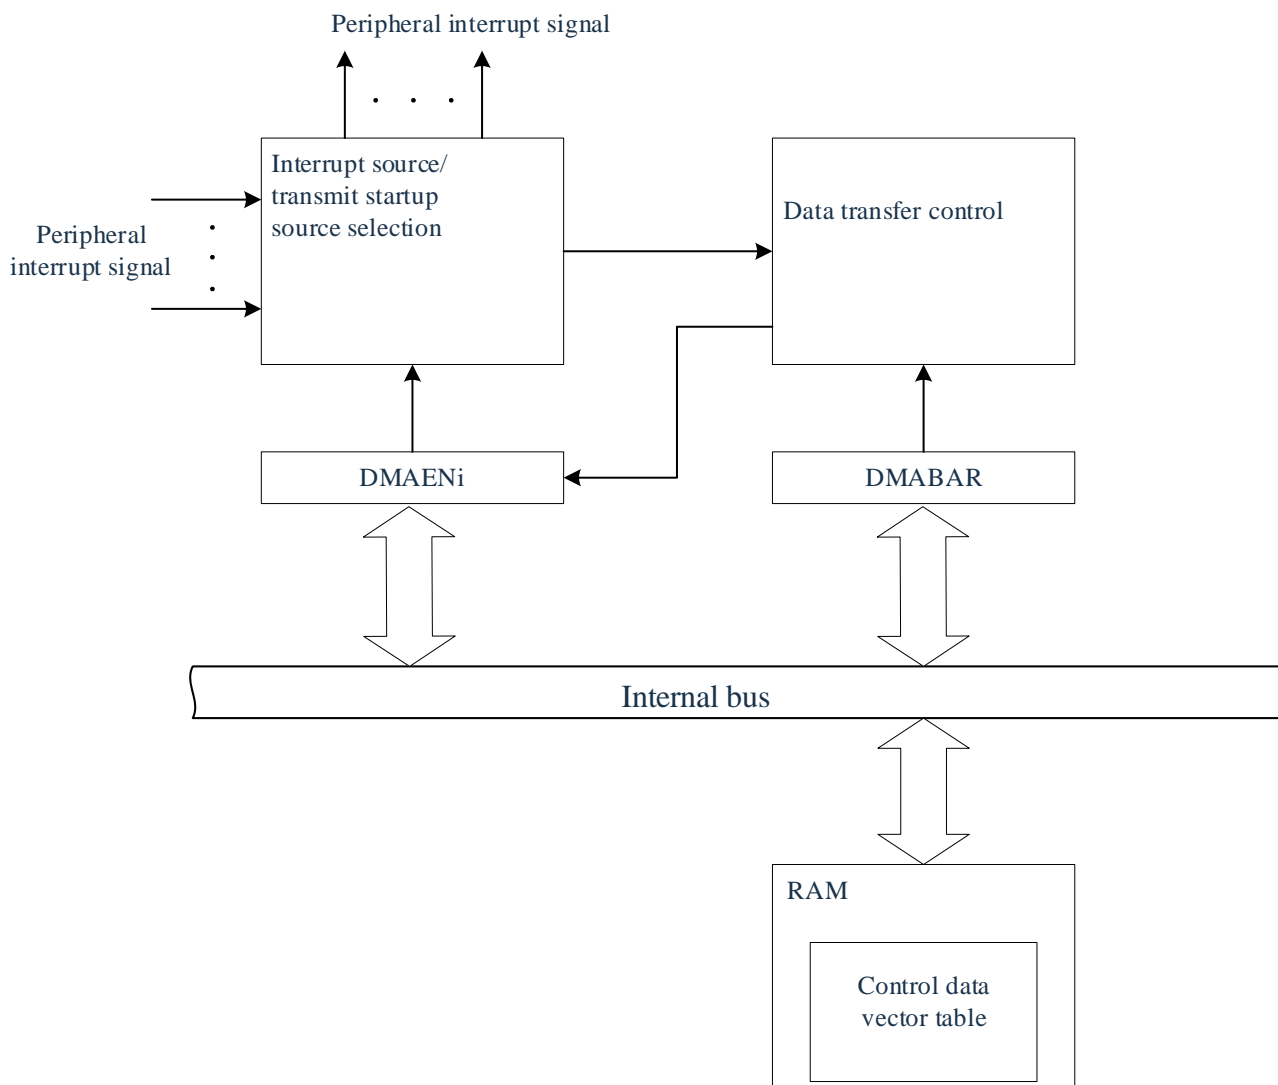 Peripheral interrupt signal
Interrupt source/
transmit startup
source selection
Data transfer control
Peripheral
interrupt signal
DMAENi
DMABAR
Internal bus
RAM
Control data
vector table